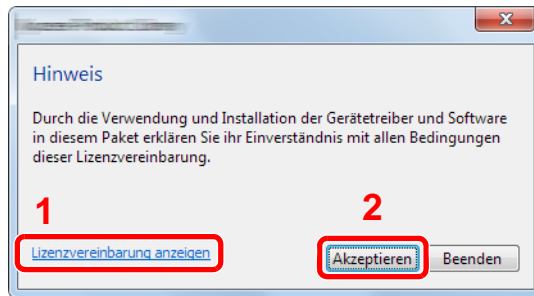 Hinweis
Durch die Verwendung und Installation der Gerätetreiber und Software
in diesem Paket erklären Sie ihr Einverständnis mit allen Bedingungen
dieser Lizenzvereinbarung.
1
2
Lizenzvereinbarung anzeigen
Akzeptieren
Beenden